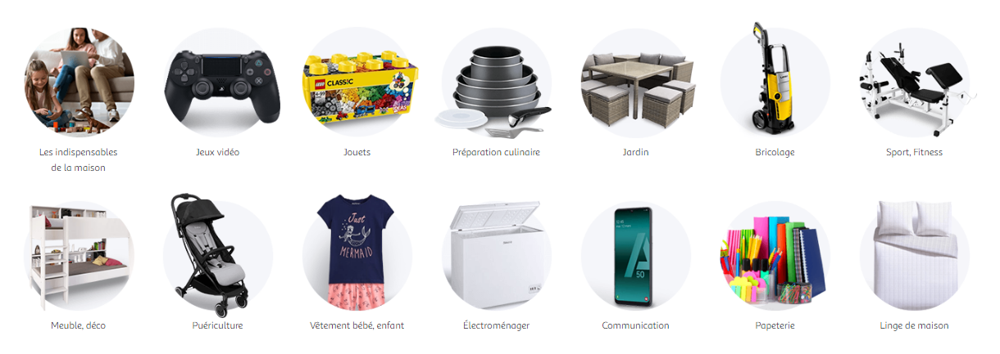 LEGO
CLASSIC
Les indispensables
de la maison
Jeux vidéo
Jouets
Préparation culinaire
Jardin
Bricolage
Sport, Fitness
Just
MERMAID
A
50
Meuble, déco
Puériculture
Vêtement bébé, enfant
Électroménager
Communication
Papeterie
Linge de maison